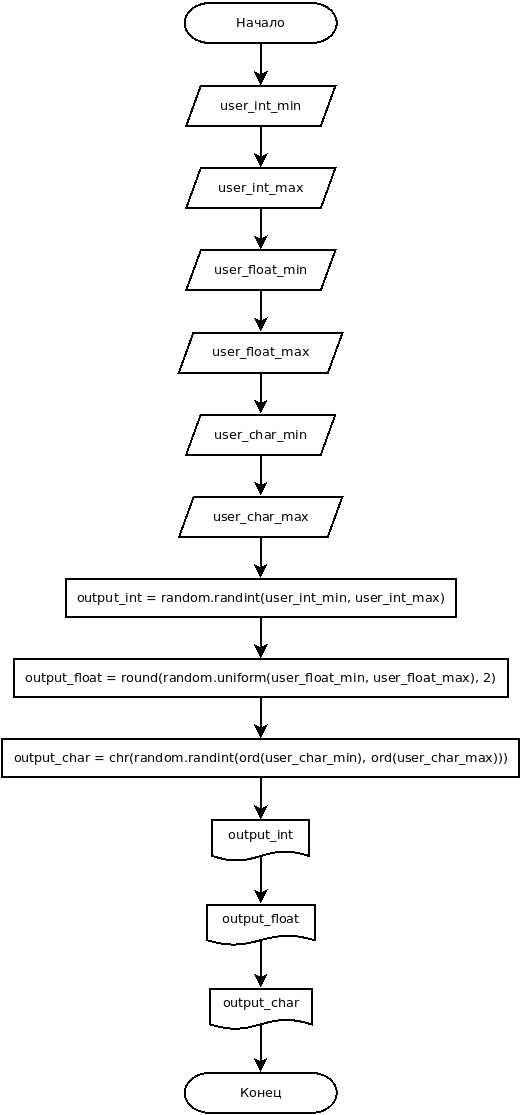 Начало
user_int_min
user_int_max
user_float_min
user_float_max
user_char_min
user_char_max
output_int = random.randint(user_int_min, user_int_max)
output_float = round(random.uniform(user_float_min, user_float_max), 2)
output_char = chr(random.randint(ord(user_char_min), ord(user_char_max)))
output_int
output_float
output_char
Конец